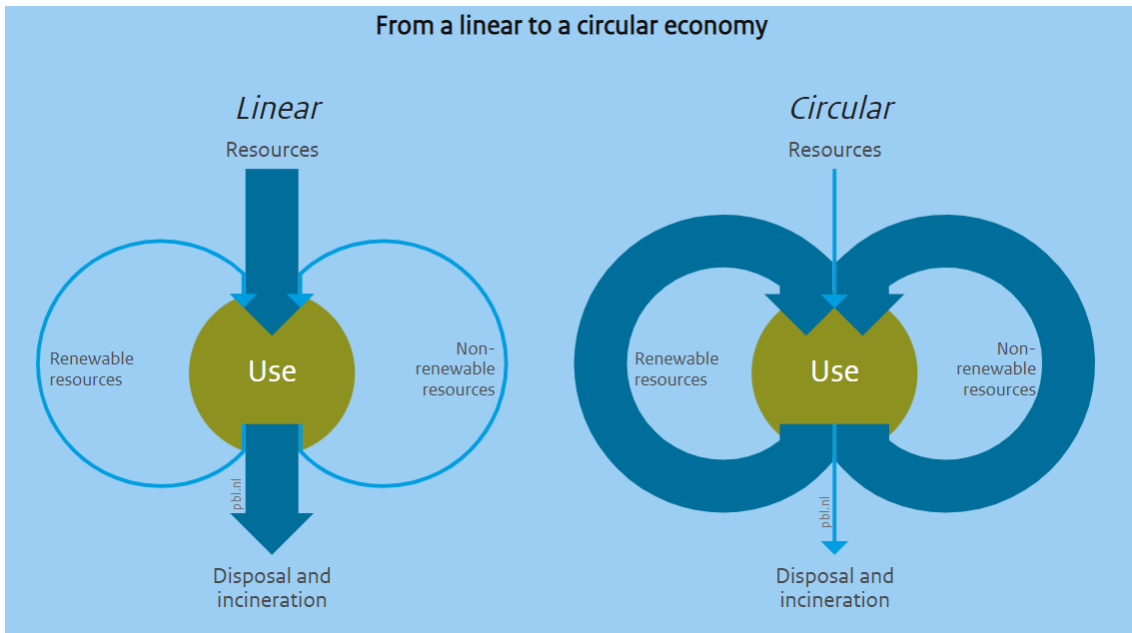 From a linear to a circular economy
Linear
Resources
Renewable
resources
Use
Non-
renewable
resources
pbl.nl
Disposal and
incineration
Circular
Resources
Renewable
resources
Use
Non-
renewable
resources
pbl.nl
Disposal and
incineration